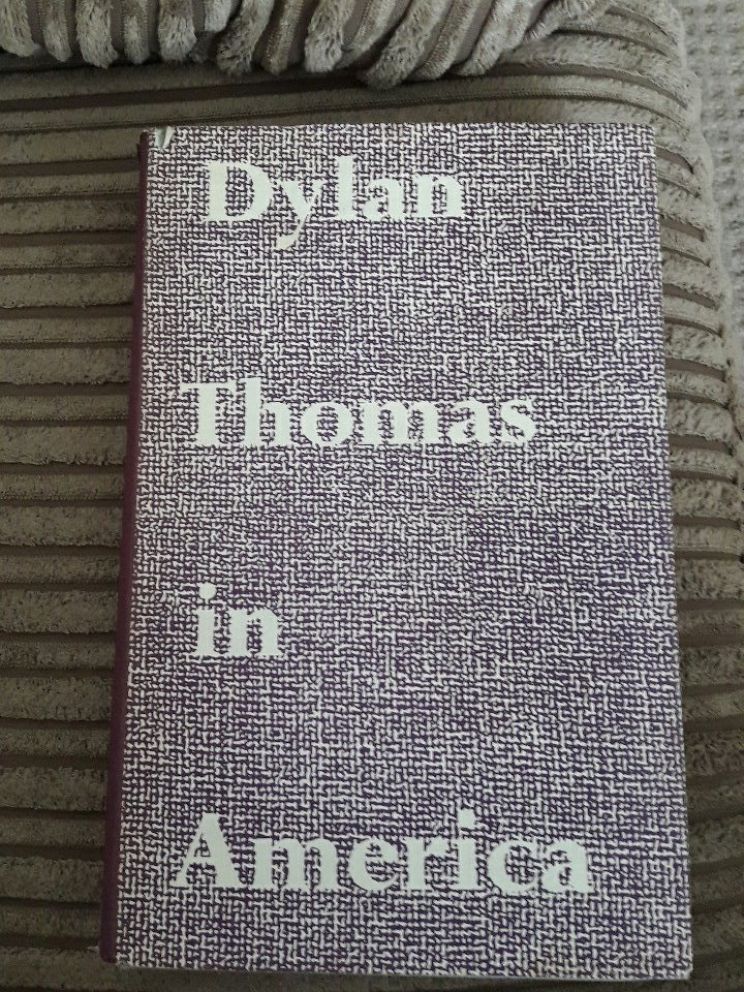 Dylan
Thomas
in
America